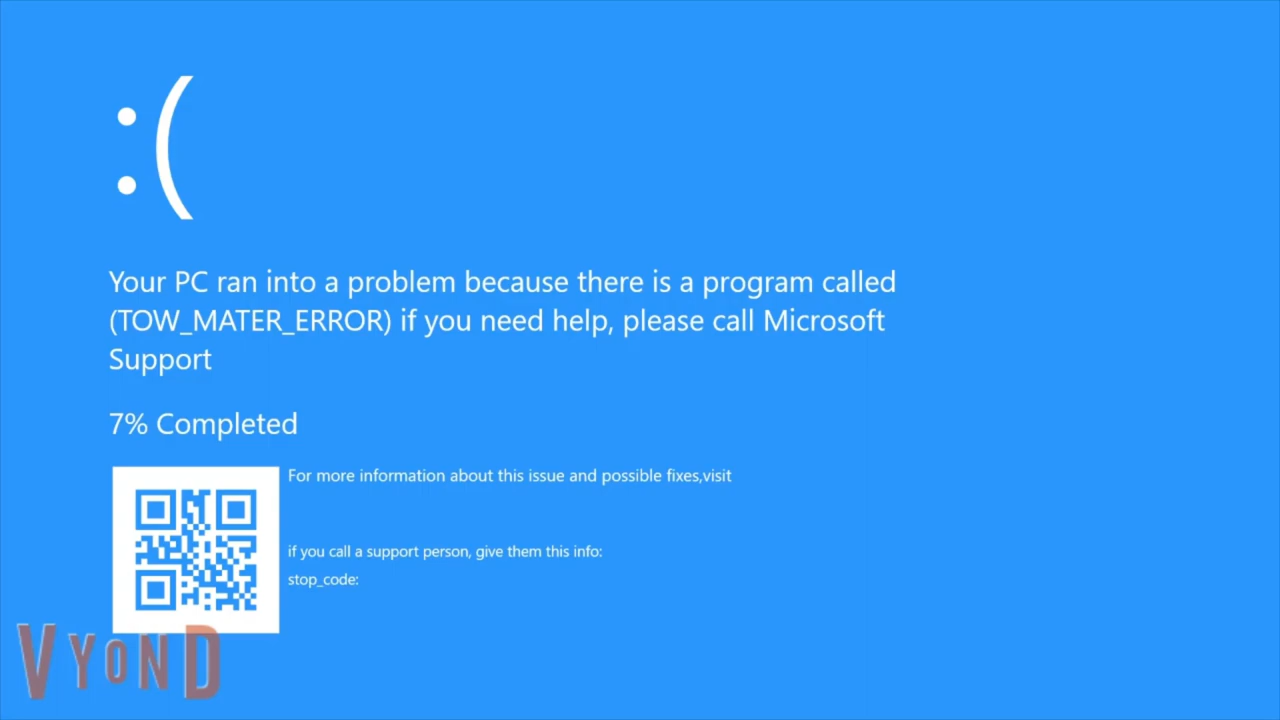 :(
Your PC ran into a problem because there is a program called
(TOW_MATER_ERROR) if you need help, please call Microsoft
Support
7% Completed
For more information about this issue and possible fixes,visit
if you call a support person, give them this info:
stop_code:
VYOND